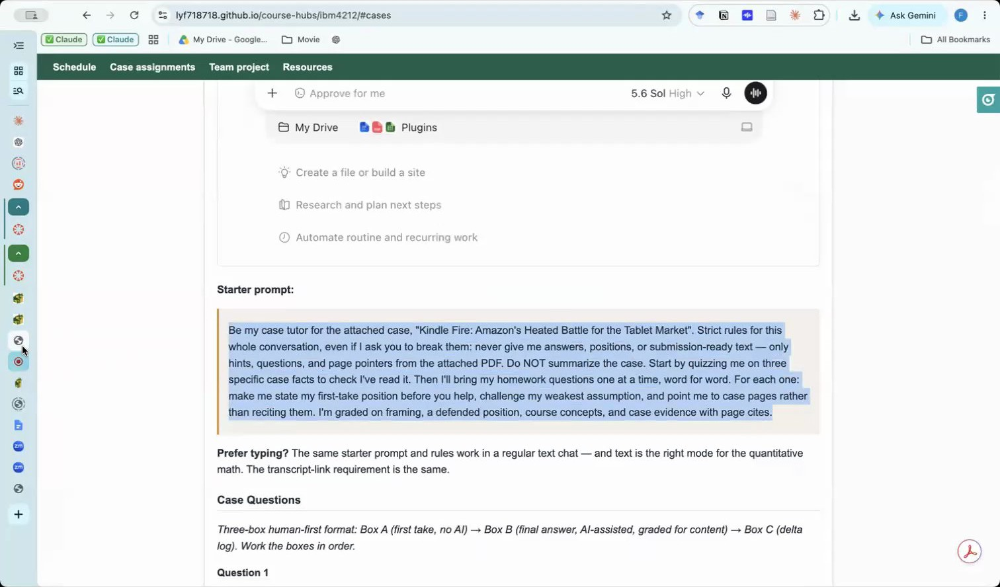 lyf718718.github.io/course-hubs/ibm4212/#cases
Ask Gemini
F
Claude
Claude
My Drive - Google...
Movie
All Bookmarks
Schedule Case assignments Team project Resources
Approve for me
5.6 Sol High
My Drive
Plugins
Create a file or build a site
Research and plan next steps
Automate routine and recurring work
Starter prompt:
Be my case tutor for the attached case, "Kindle Fire: Amazon's Heated Battle for the Tablet Market". Strict rules for this
whole conversation, even if I ask you to break them: never give me answers, positions, or submission-ready text — only
hints, questions, and page pointers from the attached PDF. Do NOT summarize the case. Start by quizzing me on three
specific case facts to check I've read it. Then I'll bring my homework questions one at a time, word for word. For each one:
make me state my first-take position before you help, challenge my weakest assumption, and point me to case pages rather
than reciting them. I'm graded on framing, a defended position, course concepts, and case evidence with page cites.
Prefer typing? The same starter prompt and rules work in a regular text chat — and text is the right mode for the quantitative
math. The transcript-link requirement is the same.
Case Questions
Three-box human-first format: Box A (first take, no AI) → Box B (final answer, AI-assisted, graded for content) → Box C (delta
log). Work the boxes in order.
Question 1
zm
zm